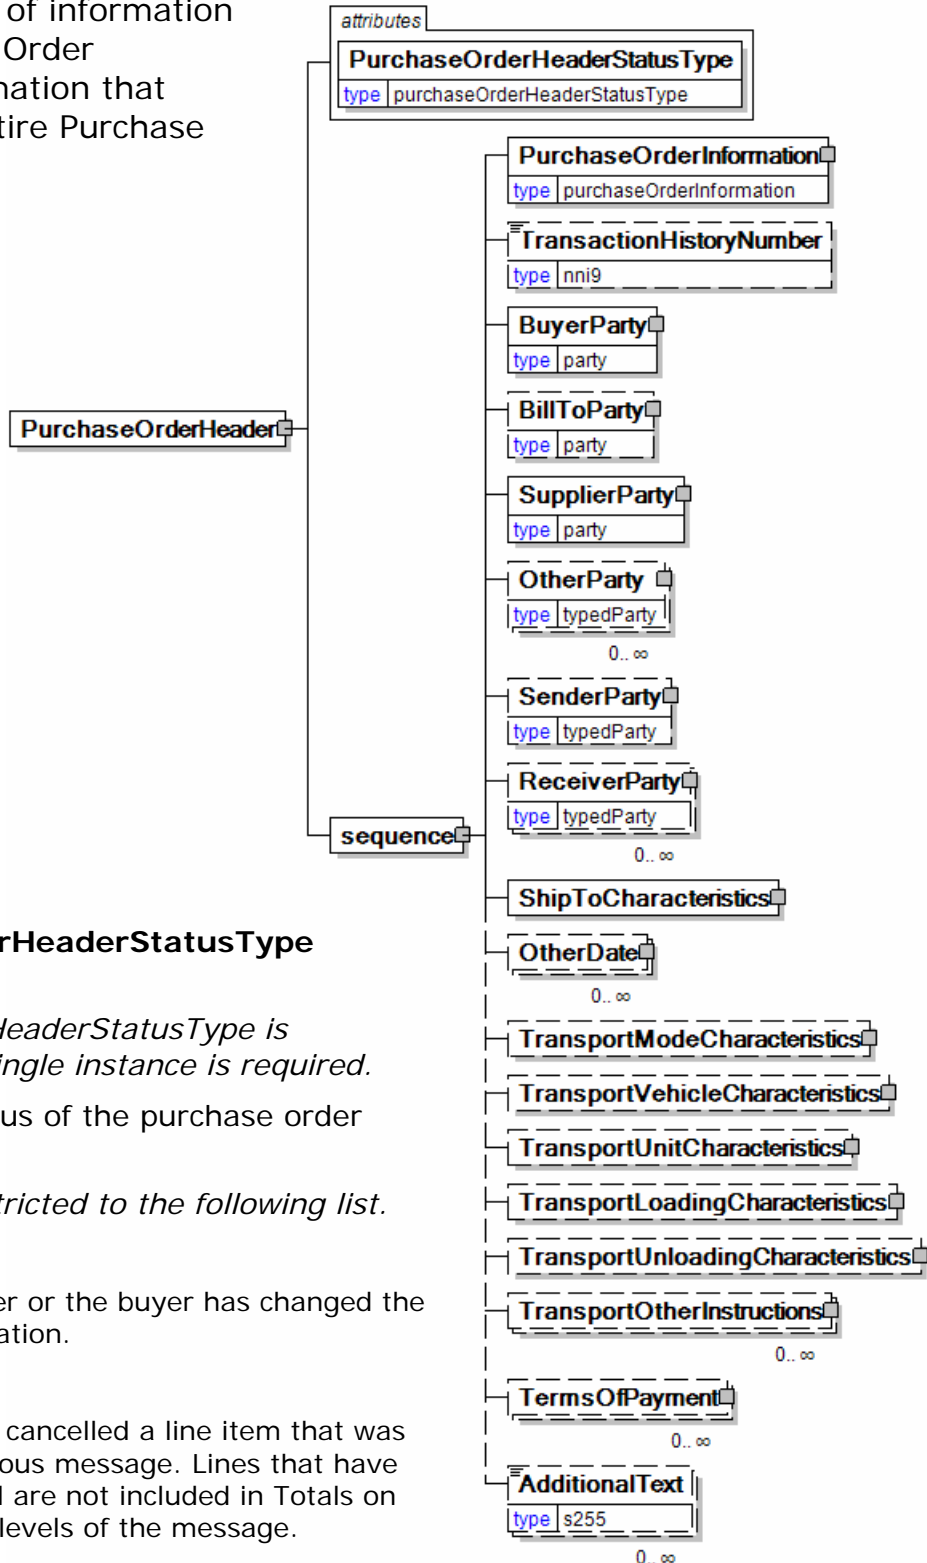 of information
Order
nation that
tire Purchase
attributes
PurchaseOrderHeaderStatusType
type purchaseOrderHeaderStatusType
PurchaseOrderInformation
type purchaseOrderInformation
TransactionHistoryNumber
type nni9
BuyerParty
type party
BillToParty
type party
PurchaseOrderHeader
SupplierParty
type party
OtherParty
type typedParty
0.. ∞
SenderParty
type typedParty
ReceiverParty
type typedParty
0.. ∞
sequence
ShipToCharacteristics
OtherDate
0.. ∞
TransportModeCharacteristics
TransportVehicleCharacteristics
TransportUnitCharacteristics
TransportLoadingCharacteristics
TransportUnloadingCharacteristics
TransportOtherInstructions
0.. ∞
TermsOfPayment
0.. ∞
AdditionalText
type s255
0.. ∞
rHeaderStatusType
HeaderStatusType is
ingle instance is required.
us of the purchase order
tricted to the following list.
er or the buyer has changed the
ation.
cancelled a line item that was
ous message. Lines that have
d are not included in Totals on
levels of the message.